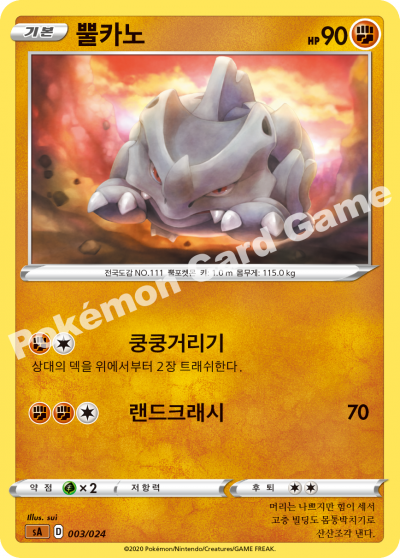 기본 뿔카노 HP 90
전국도감 NO.111 뿔포켓몬 키: 1.0 m 몸무게: 115.0 kg
Pokémon Card Game
쿵쿵거리기
상대의 덱을 위에서부터 2장 트래쉬한다.
랜드크래시 70
약점 ×2 저항력 후퇴
Illus. sui
sA D 003/024
머리는 나쁘지만 힘이 세서
고층 빌딩도 몸통박치기로
산산조각 낸다.
©2020 Pokémon/Nintendo/Creatures/GAME FREAK.